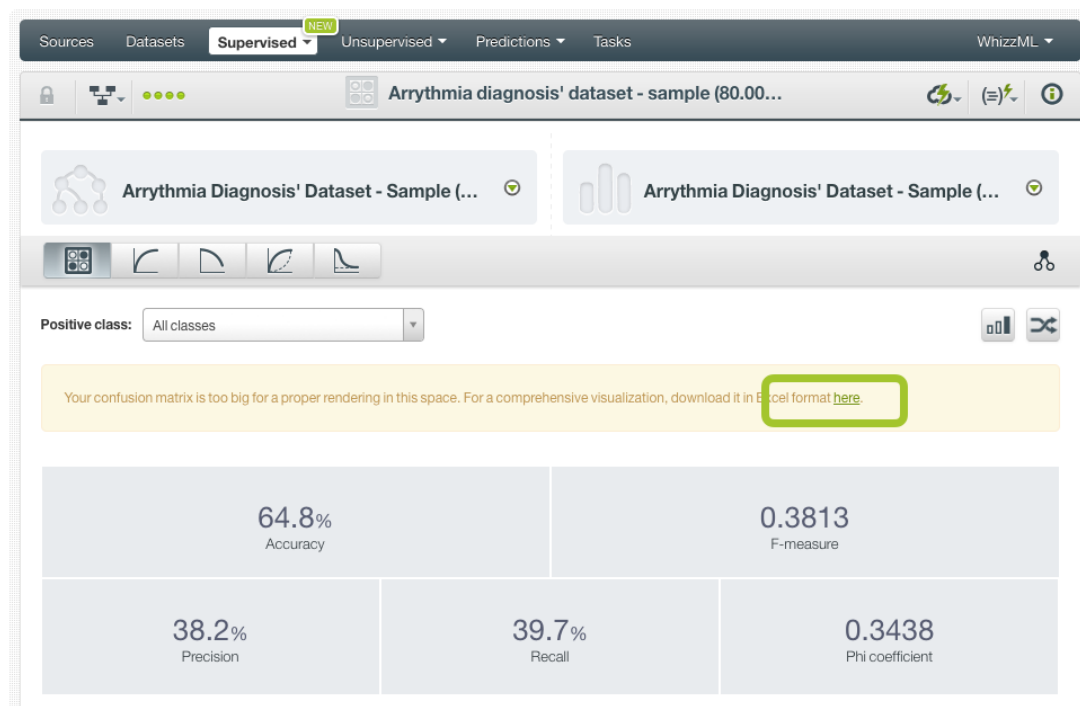 NEW
Sources Datasets Supervised Unsupervised Predictions Tasks WhizzML
Arrythmia diagnosis' dataset - sample (80.00...
Arrythmia Diagnosis' Dataset - Sample (... Arrythmia Diagnosis' Dataset - Sample (...
Positive class: All classes
Your confusion matrix is too big for a proper rendering in this space. For a comprehensive visualization, download it in Excel format here.
64.8% 0.3813
Accuracy F-measure
38.2% 39.7% 0.3438
Precision Recall Phi coefficient